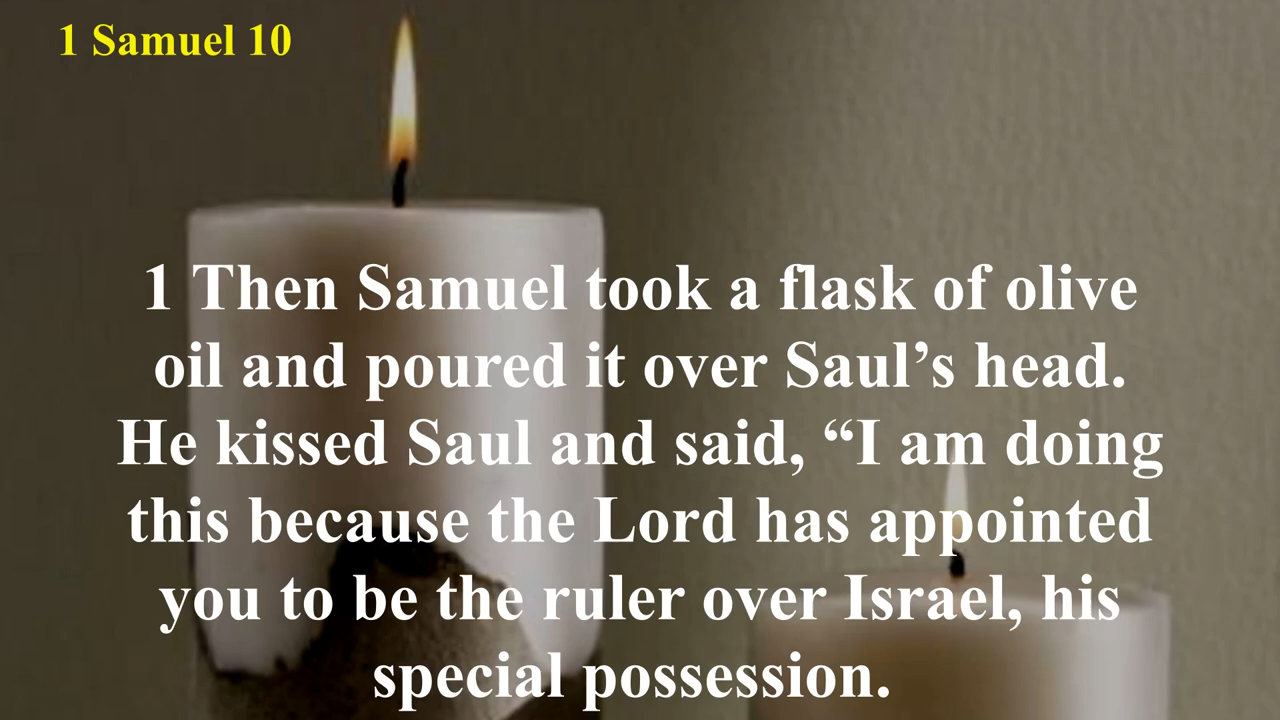 1 Samuel 10
1 Then Samuel took a flask of olive
oil and poured it over Saul’s head.
He kissed Saul and said, “I am doing
this because the Lord has appointed
you to be the ruler over Israel, his
special possession.